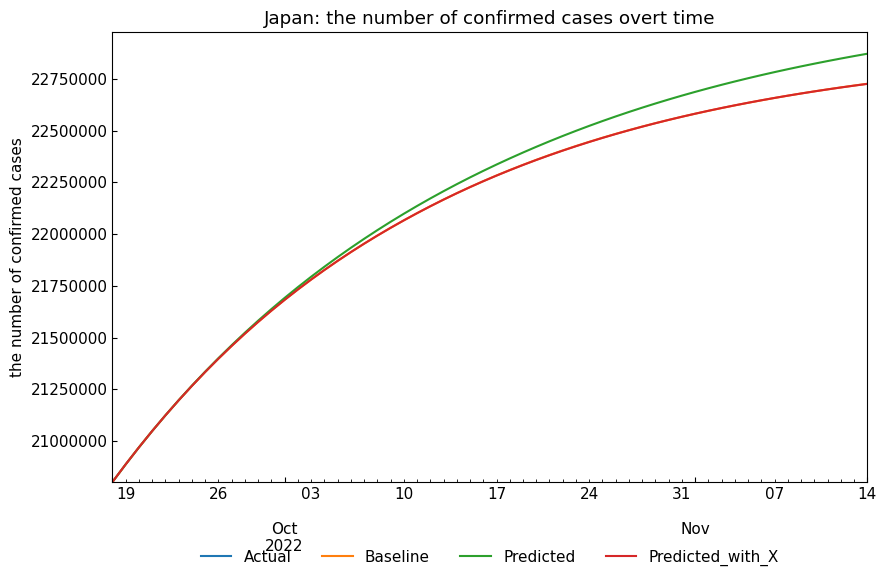 Japan: the number of confirmed cases overt time
the number of confirmed cases
22750000
22500000
22250000
22000000
21750000
21500000
21250000
21000000
19 26 03 10 17 24 31 07 14
Oct Nov
2022
Actual Baseline Predicted Predicted_with_X